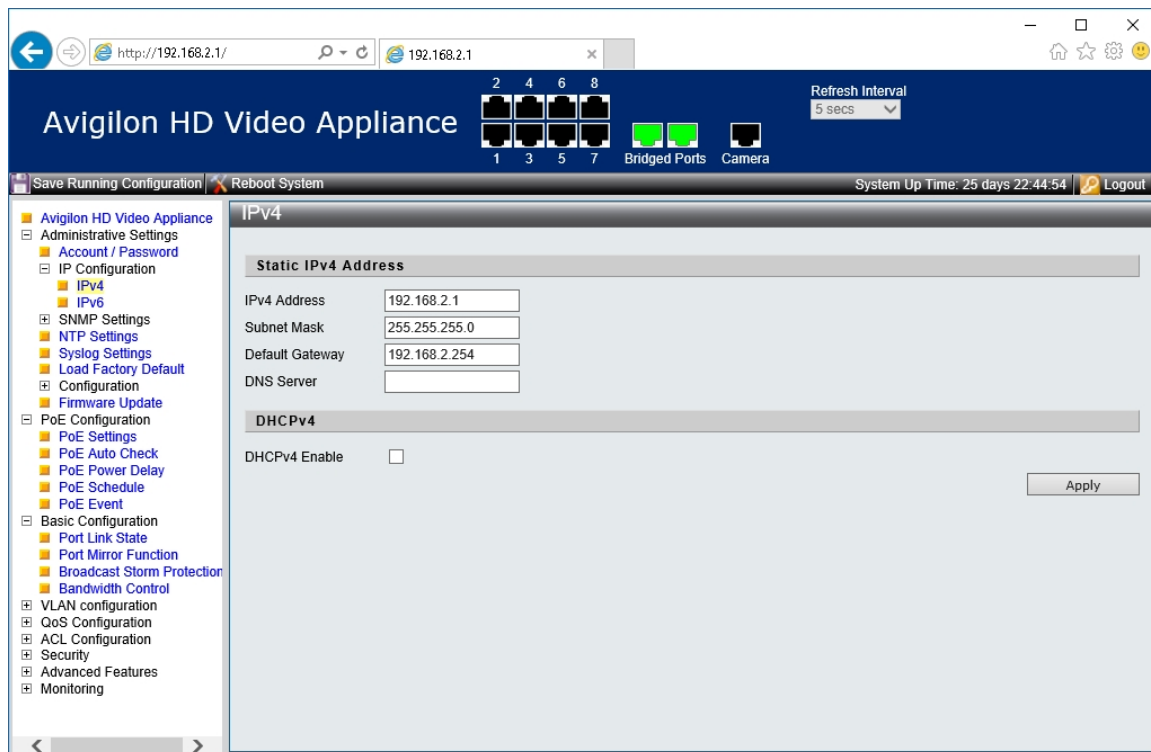 http://192.168.2.1/
192.168.2.1
Avigilon HD Video Appliance
2 4 6 8
1 3 5 7
Bridged Ports
Camera
Refresh Interval
5 secs
Save Running Configuration
Reboot System
System Up Time: 25 days 22:44:54
Logout
Avigilon HD Video Appliance
Administrative Settings
Account / Password
IP Configuration
IPv4
IPv6
SNMP Settings
NTP Settings
Syslog Settings
Load Factory Default
Configuration
Firmware Update
PoE Configuration
PoE Settings
PoE Auto Check
PoE Power Delay
PoE Schedule
PoE Event
Basic Configuration
Port Link State
Port Mirror Function
Broadcast Storm Protection
Bandwidth Control
VLAN configuration
QoS Configuration
ACL Configuration
Security
Advanced Features
Monitoring
IPv4
Static IPv4 Address
IPv4 Address 192.168.2.1
Subnet Mask 255.255.255.0
Default Gateway 192.168.2.254
DNS Server
DHCPv4
DHCPv4 Enable
Apply